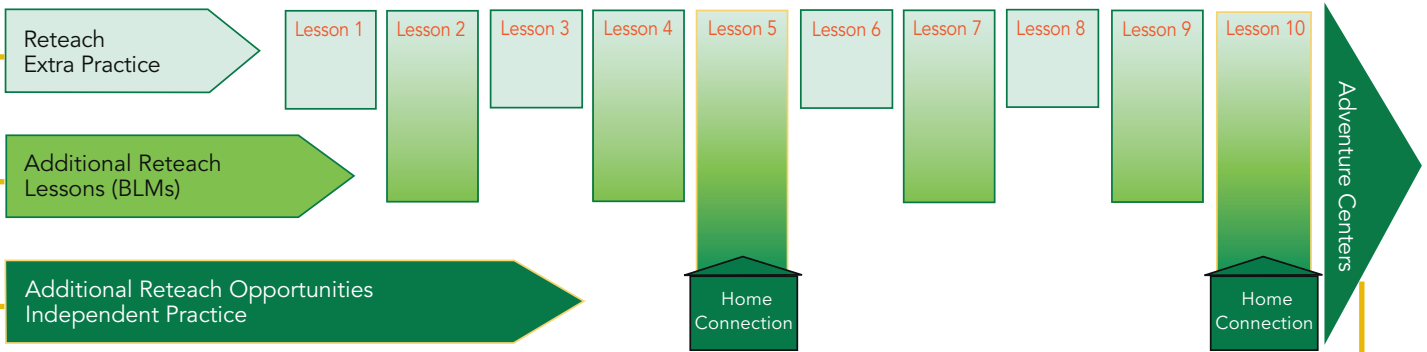 Reteach
Extra Practice
Lesson 1
Lesson 2
Lesson 3
Lesson 4
Lesson 5
Lesson 6
Lesson 7
Lesson 8
Lesson 9
Lesson 10
Adventure Centers
Additional Reteach
Lessons (BLMs)
Additional Reteach Opportunities
Independent Practice
Home
Connection
Home
Connection